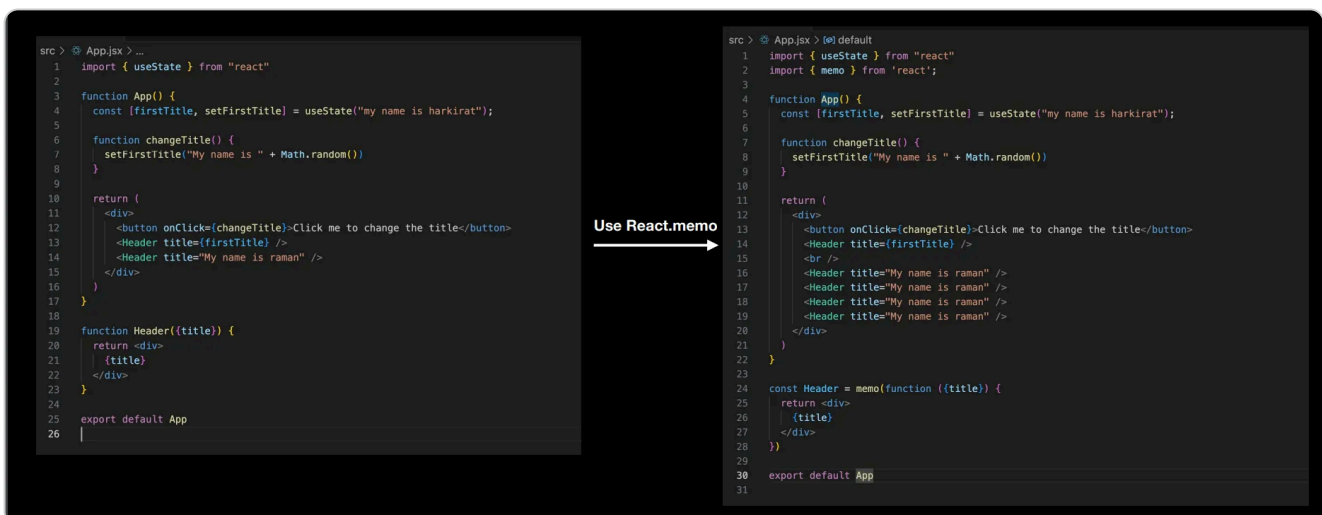 src > App.jsx > ...
1 import { useState } from "react"
2
3 function App() {
4 const [firstTitle, setFirstTitle] = useState("my name is harkirat");
5
6 function changeTitle() {
7 setFirstTitle("My name is " + Math.random())
8 }
9
10 return (
11 <div>
12 <button onClick={changeTitle}>Click me to change the title</button>
13 <Header title={firstTitle} />
14 <Header title="My name is raman" />
15 </div>
16 )
17 }
18
19 function Header({title}) {
20 return <div>
21 {title}
22 </div>
23 }
24
25 export default App
26
Use React.memo
src > App.jsx > default
1 import { useState } from "react"
2 import { memo } from 'react';
3
4 function App() {
5 const [firstTitle, setFirstTitle] = useState("my name is harkirat");
6
7 function changeTitle() {
8 setFirstTitle("My name is " + Math.random())
9 }
10
11 return (
12 <div>
13 <button onClick={changeTitle}>Click me to change the title</button>
14 <Header title={firstTitle} />
15 <br />
16 <Header title="My name is raman" />
17 <Header title="My name is raman" />
18 <Header title="My name is raman" />
19 <Header title="My name is raman" />
20 </div>
21 )
22 }
23
24 const Header = memo(function ({title}) {
25 return <div>
26 {title}
27 </div>
28 })
29
30 export default App
31